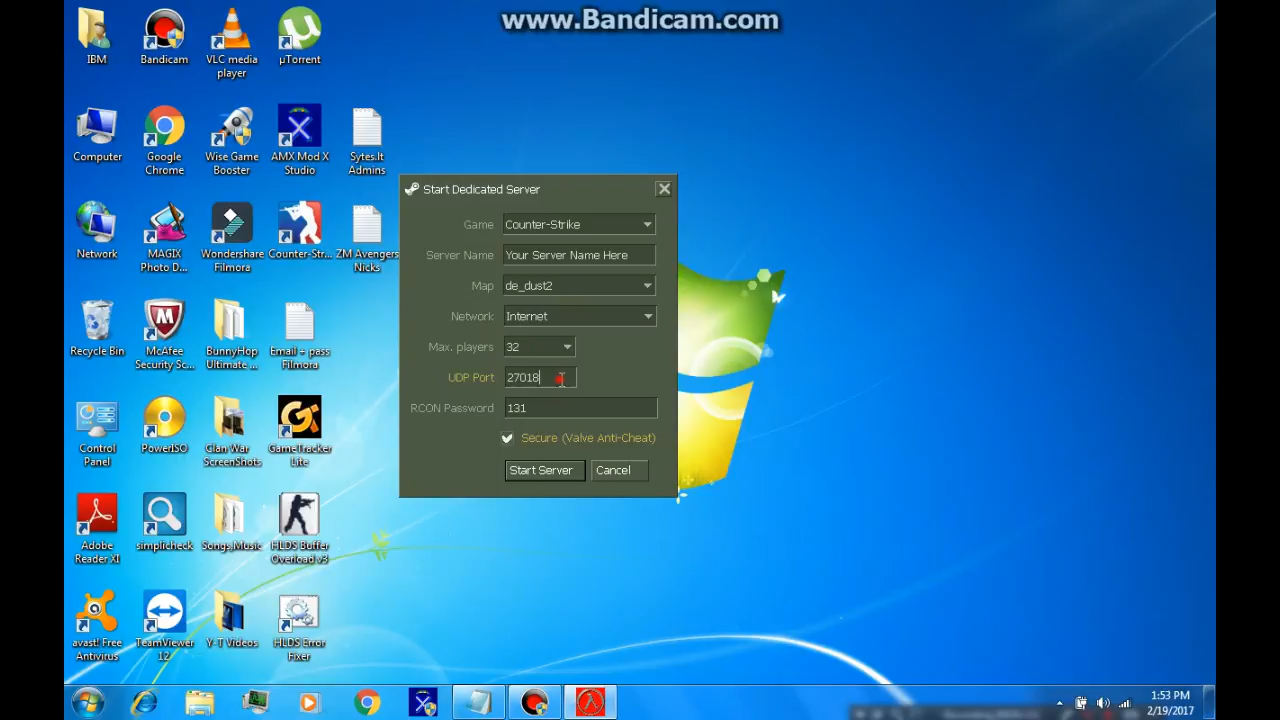 www.Bandicam.com
IBM
Bandicam
VLC media
player
µTorrent
Computer
Google
Chrome
Wise Game
Booster
AMX Mod X
Studio
Sytes.It
Admins
Network
MAGIX
Photo D...
Wondershare
Filmora
Counter-Str...
ZM Avengers
Nicks
Recycle Bin
McAfee
Security Sc...
BunnyHop
Ultimate ...
Email + pass
Filmora
Control
Panel
PowerISO
Clan War
ScreenShots
GameTracker
Lite
Adobe
Reader XI
simplicheck
Songs,Music
HLDS Buffer
Overload v3
avast! Free
Antivirus
TeamViewer
12
Y-T Videos
HLDS Error
Fixer
Start Dedicated Server
Game Counter-Strike
Server Name Your Server Name Here
Map de_dust2
Network Internet
Max. players 32
UDP Port 27018
RCON Password 131
Secure (Valve Anti-Cheat)
Start Server Cancel
1:53 PM
2/19/2017